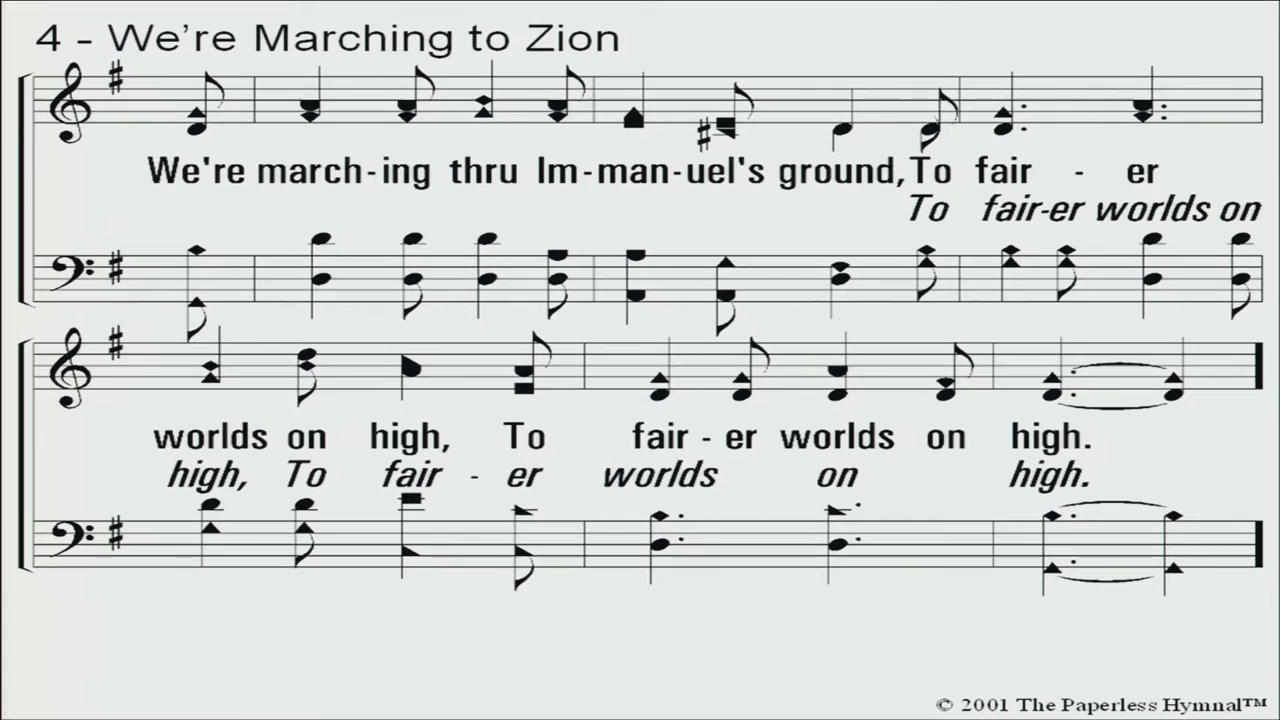 4 - We're Marching to Zion
We're march-ing thru Im-man-uel's ground, To fair - er
To fair-er worlds on
worlds on high, To fair - er worlds on high.
high, To fair - er worlds on high.
© 2001 The Paperless Hymnal™